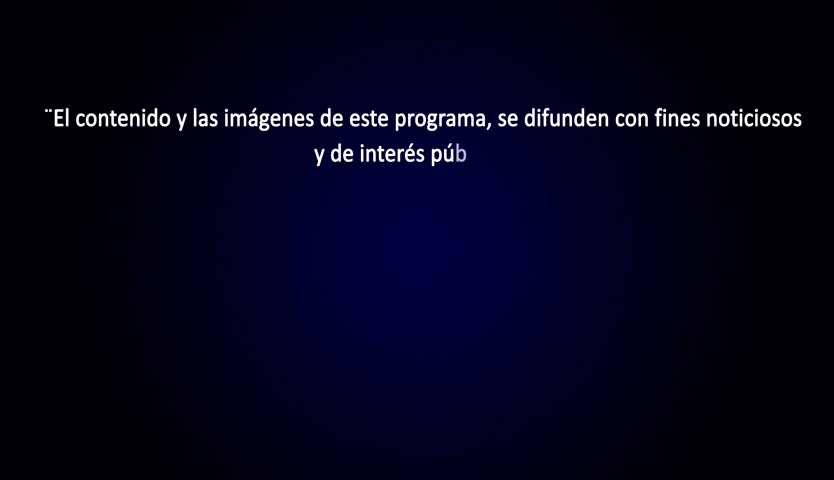 ¨El contenido y las imágenes de este programa, se difunden con fines noticiosos
y de interés púb